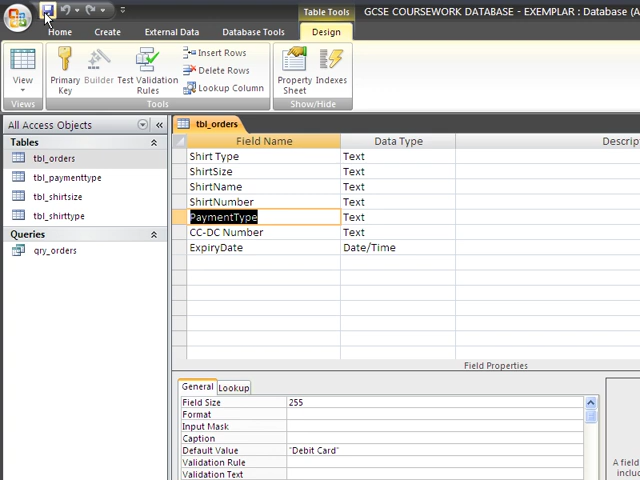 Table Tools
GCSE COURSEWORK DATABASE - EXEMPLAR : Database (A
Home Create External Data Database Tools Design
View
Primary Key
Builder
Test Validation Rules
Insert Rows
Delete Rows
Lookup Column
Property Sheet
Indexes
Views Tools Show/Hide
All Access Objects
Tables
tbl_orders
tbl_paymenttype
tbl_shirtsize
tbl_shirttype
Queries
qry_orders
tbl_orders
Field Name Data Type Descrip
Shirt Type Text
ShirtSize Text
ShirtName Text
ShirtNumber Text
PaymentType Text
CC-DC Number Text
ExpiryDate Date/Time
Field Properties
General Lookup
Field Size 255
Format
Input Mask
Caption
Default Value "Debit Card"
Validation Rule
Validation Text
A field
inclu